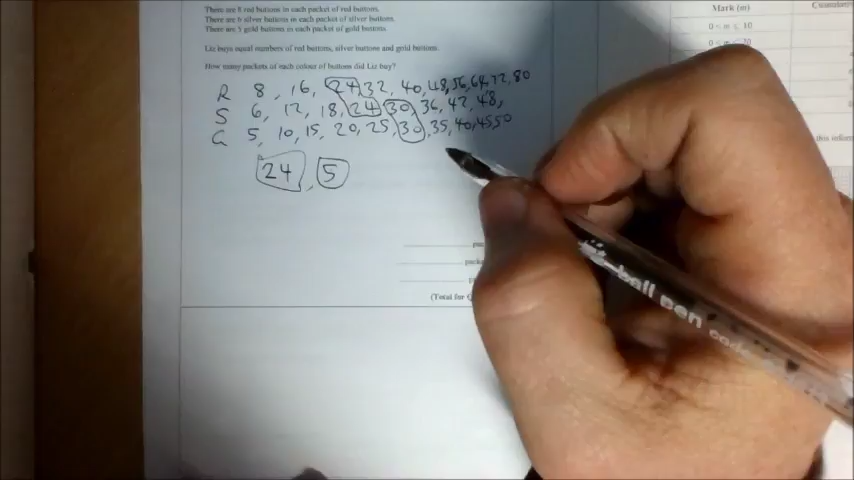 There are 8 red buttons in each packet of red buttons.
There are 6 silver buttons in each packet of silver buttons.
There are 5 gold buttons in each packet of gold buttons.
Liz buys equal numbers of red buttons, silver buttons and gold buttons.
How many packets of each colour of buttons did Liz buy?
R 8, 16, 24, 32, 40, 48, 56, 64, 72, 80
S 6, 12, 18, 24, 30, 36, 42, 48,
G 5, 10, 15, 20, 25, 30, 35, 40, 45, 50
24, 5
(Total for Q
Mark (m)
0 < m ≤ 10
this infor
ball pen